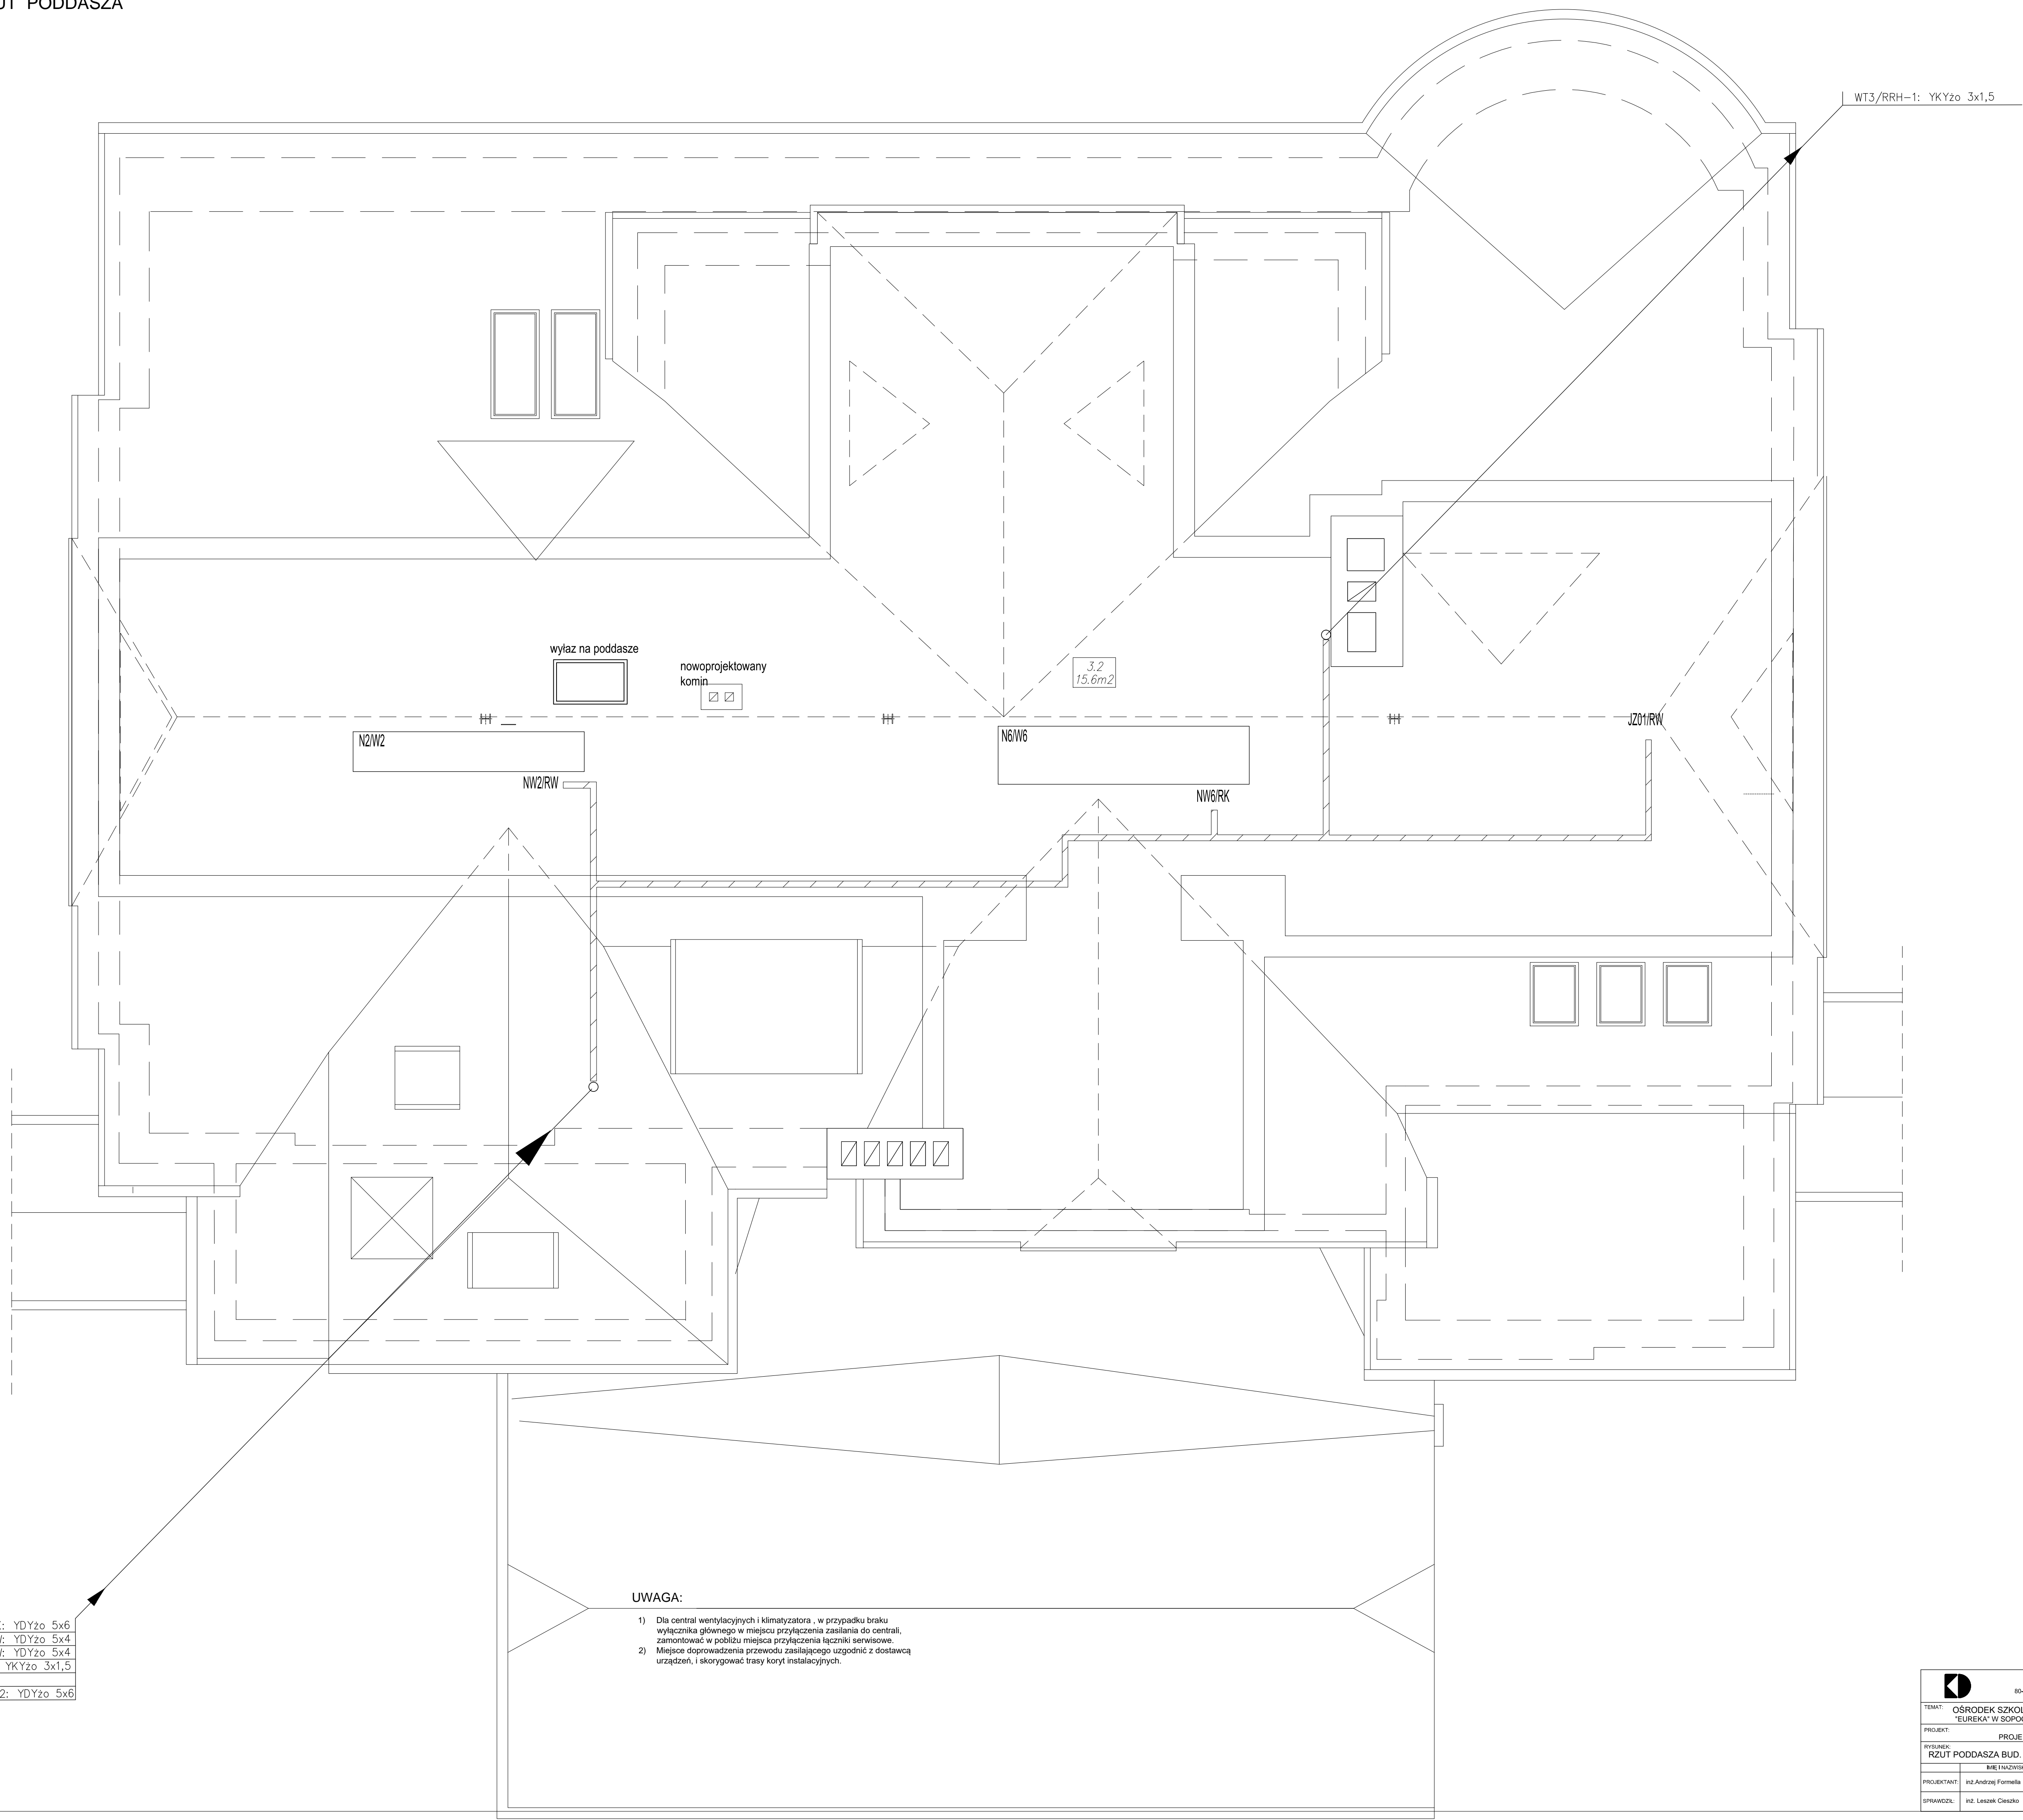 PODDASZA
WT3/RRH-1: YKYżo 3x1,5
wyłaz na poddasze
nowoprojektowany
komin
3.2
15.6m2
JZ01/RW
N2/W2
N6/W6
NW2/RW
NW6/RK
UWAGA:
1) Dla central wentylacyjnych i klimatyzatora , w przypadku braku
wyłącznika głównego w miejscu przyłączenia zasilania do centrali,
zamontować w pobliżu miejsca przyłączenia łączniki serwisowe.
2) Miejsce doprowadzenia przewodu zasilającego uzgodnić z dostawcą
urządzeń, i skorygować trasy koryt instalacyjnych.
: YDYżo 5x6
: YDYżo 5x4
: YDYżo 5x4
YKYżo 3x1,5
2: YDYżo 5x6
80-
TEMAT: OŚRODEK SZKOL
"EUREKA" W SOPO
PROJEKT:
PROJE
RYSUNEK:
RZUT PODDASZA BUD.
IMIĘ I NAZWIS
PROJEKTANT: inż.Andrzej Formella
SPRAWDZIŁ: inż. Leszek Cieszko